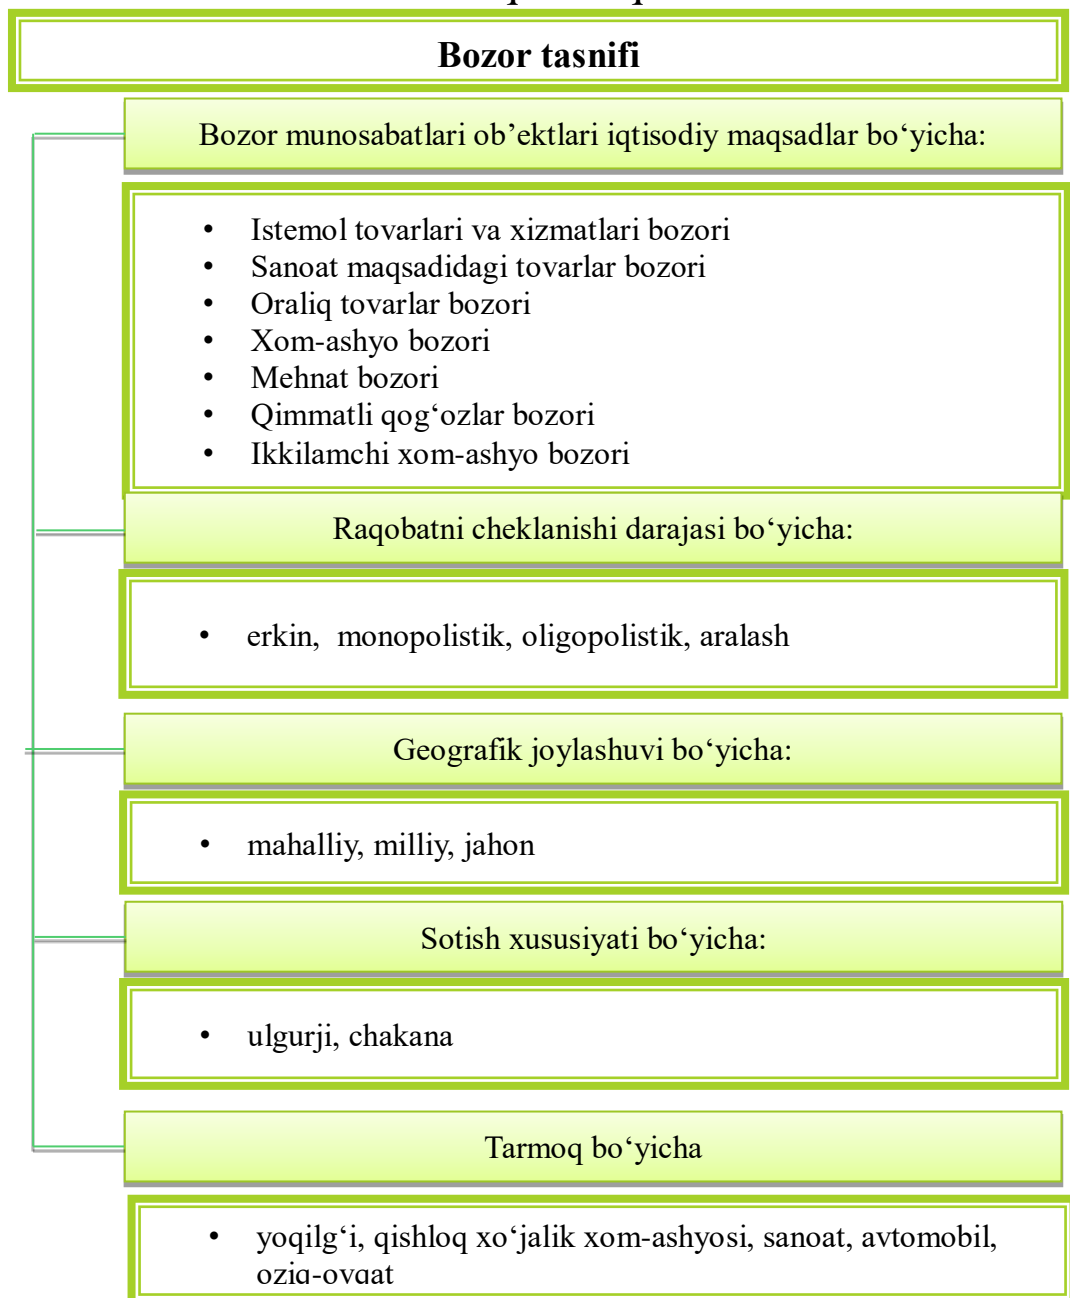 Bozor tasnifi
Bozor munosabatlari ob’ektlari iqtisodiy maqsadlar bo‘yicha:
• Istemol tovarlari va xizmatlari bozori
• Sanoat maqsadidagi tovarlar bozori
• Oraliq tovarlar bozori
• Xom-ashyo bozori
• Mehnat bozori
• Qimmatli qog‘ozlar bozori
• Ikkilamchi xom-ashyo bozori
Raqobatni cheklanishi darajasi bo‘yicha:
• erkin,  monopolistik, oligopolistik, aralash
Geografik joylashuvi bo‘yicha:
• mahalliy, milliy, jahon
Sotish xususiyati bo‘yicha:
• ulgurji, chakana
Tarmoq bo‘yicha
• yoqilg‘i, qishloq xo‘jalik xom-ashyosi, sanoat, avtomobil,
oziq-ovqat